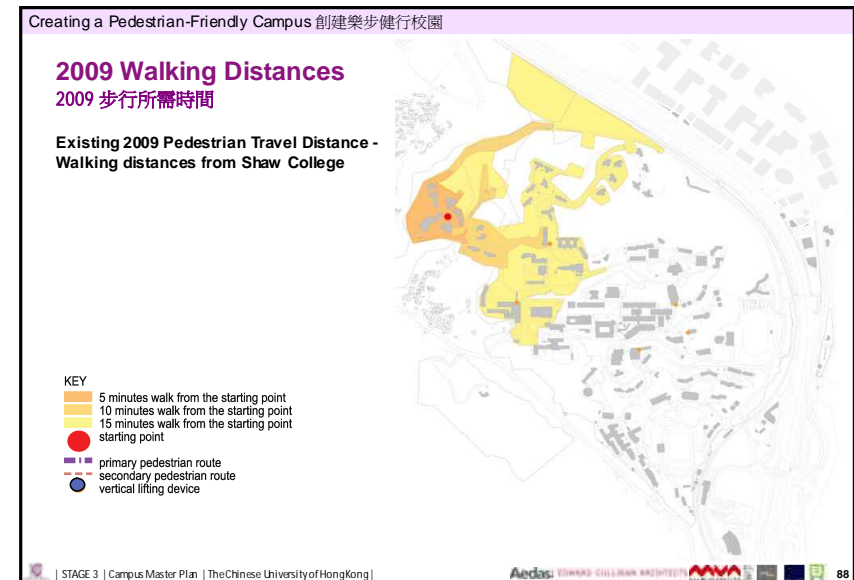 Creating a Pedestrian-Friendly Campus 創建樂步健行校園
2009 Walking Distances
2009 步行所需時間
Existing 2009 Pedestrian Travel Distance -
Walking distances from Shaw College
KEY
5 minutes walk from the starting point
10 minutes walk from the starting point
15 minutes walk from the starting point
starting point
primary pedestrian route
secondary pedestrian route
vertical lifting device
| STAGE 3 | Campus Master Plan | The Chinese University of Hong Kong |
Aedas EDWARD CULLINAN ARCHITECTS MVA
88